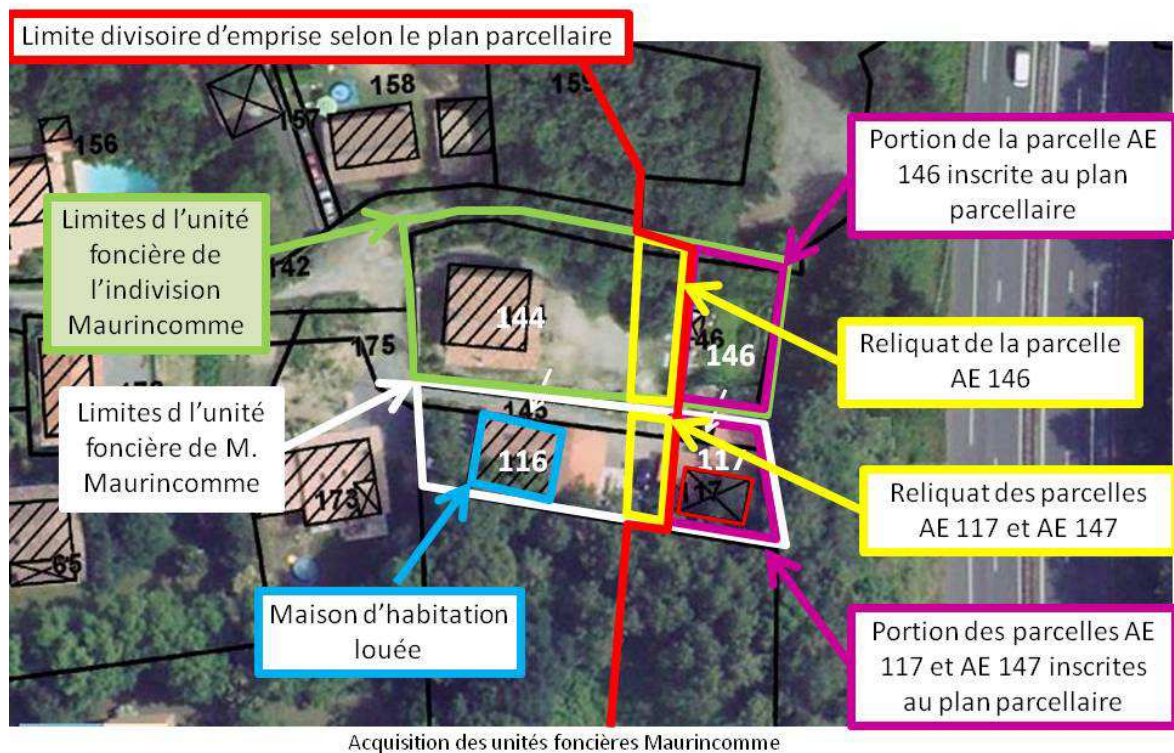 Limite divisoire d'emprise selon le plan parcellaire
158
159
157
156
Portion de la parcelle AE
146 inscrite au plan
parcellaire
Limites d l'unité
foncière de
l'indivision
Maurincomme
142
144
146
175
Reliquat de la parcelle
AE 146
Limites d l'unité
foncière de M.
Maurincomme
145
116
117
173
65
Reliquat des parcelles
AE 117 et AE 147
Maison d'habitation
louée
Portion des parcelles AE
117 et AE 147 inscrites
au plan parcellaire
Acquisition des unités foncières Maurincomme